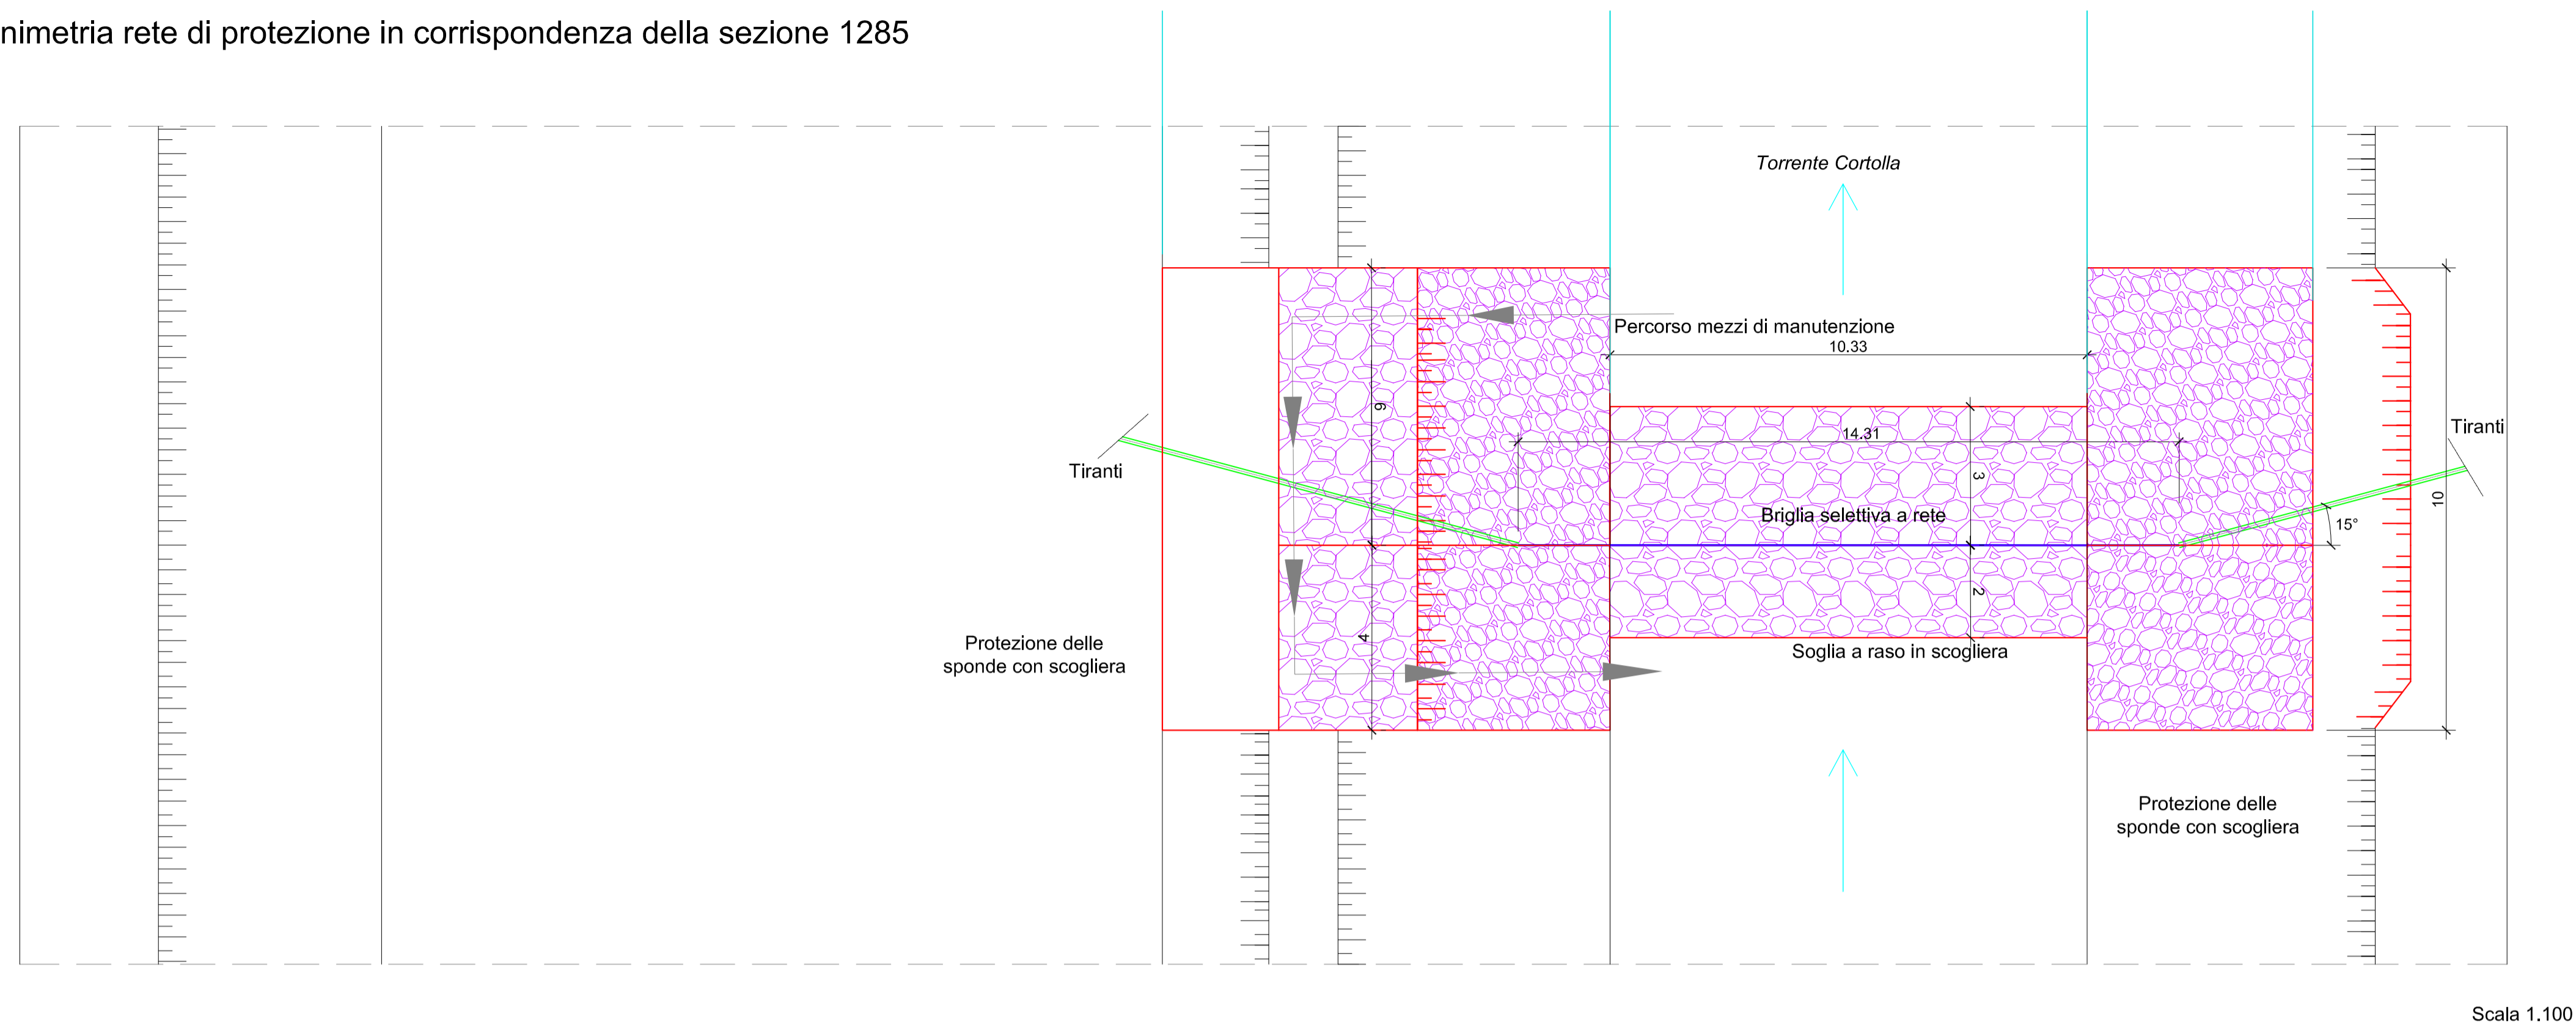 nimetria rete di protezione in corrispondenza della sezione 1285
Torrente Cortolla
Percorso mezzi di manutenzione
10.33
6
14.31
Tiranti
Tiranti
3
10
Briglia selettiva a rete
15°
2
4
Protezione delle
sponde con scogliera
Soglia a raso in scogliera
Protezione delle
sponde con scogliera
Scala 1.100